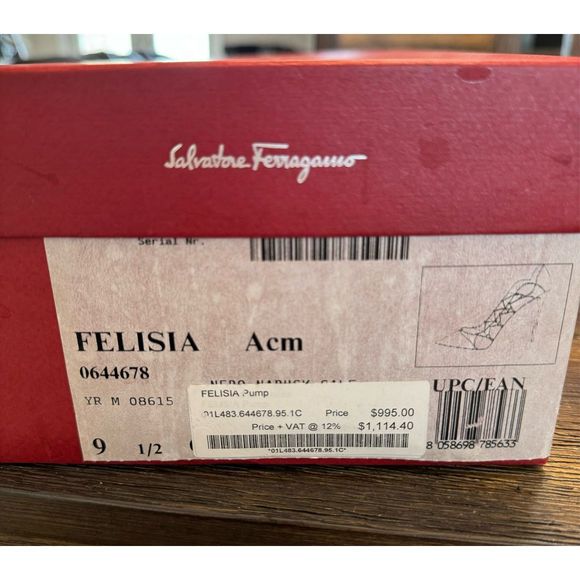 Salvatore Ferragamo
Serial Nr.
FELISIA Acm
0644678
UPC/EAN
FELISIA Pump
YR M 08615
01L483.644678.95.1C Price $995.00
Price + VAT @ 12% $1,114.40
9 1/2
8 058698 785633
*01L483.644678.95.1C*